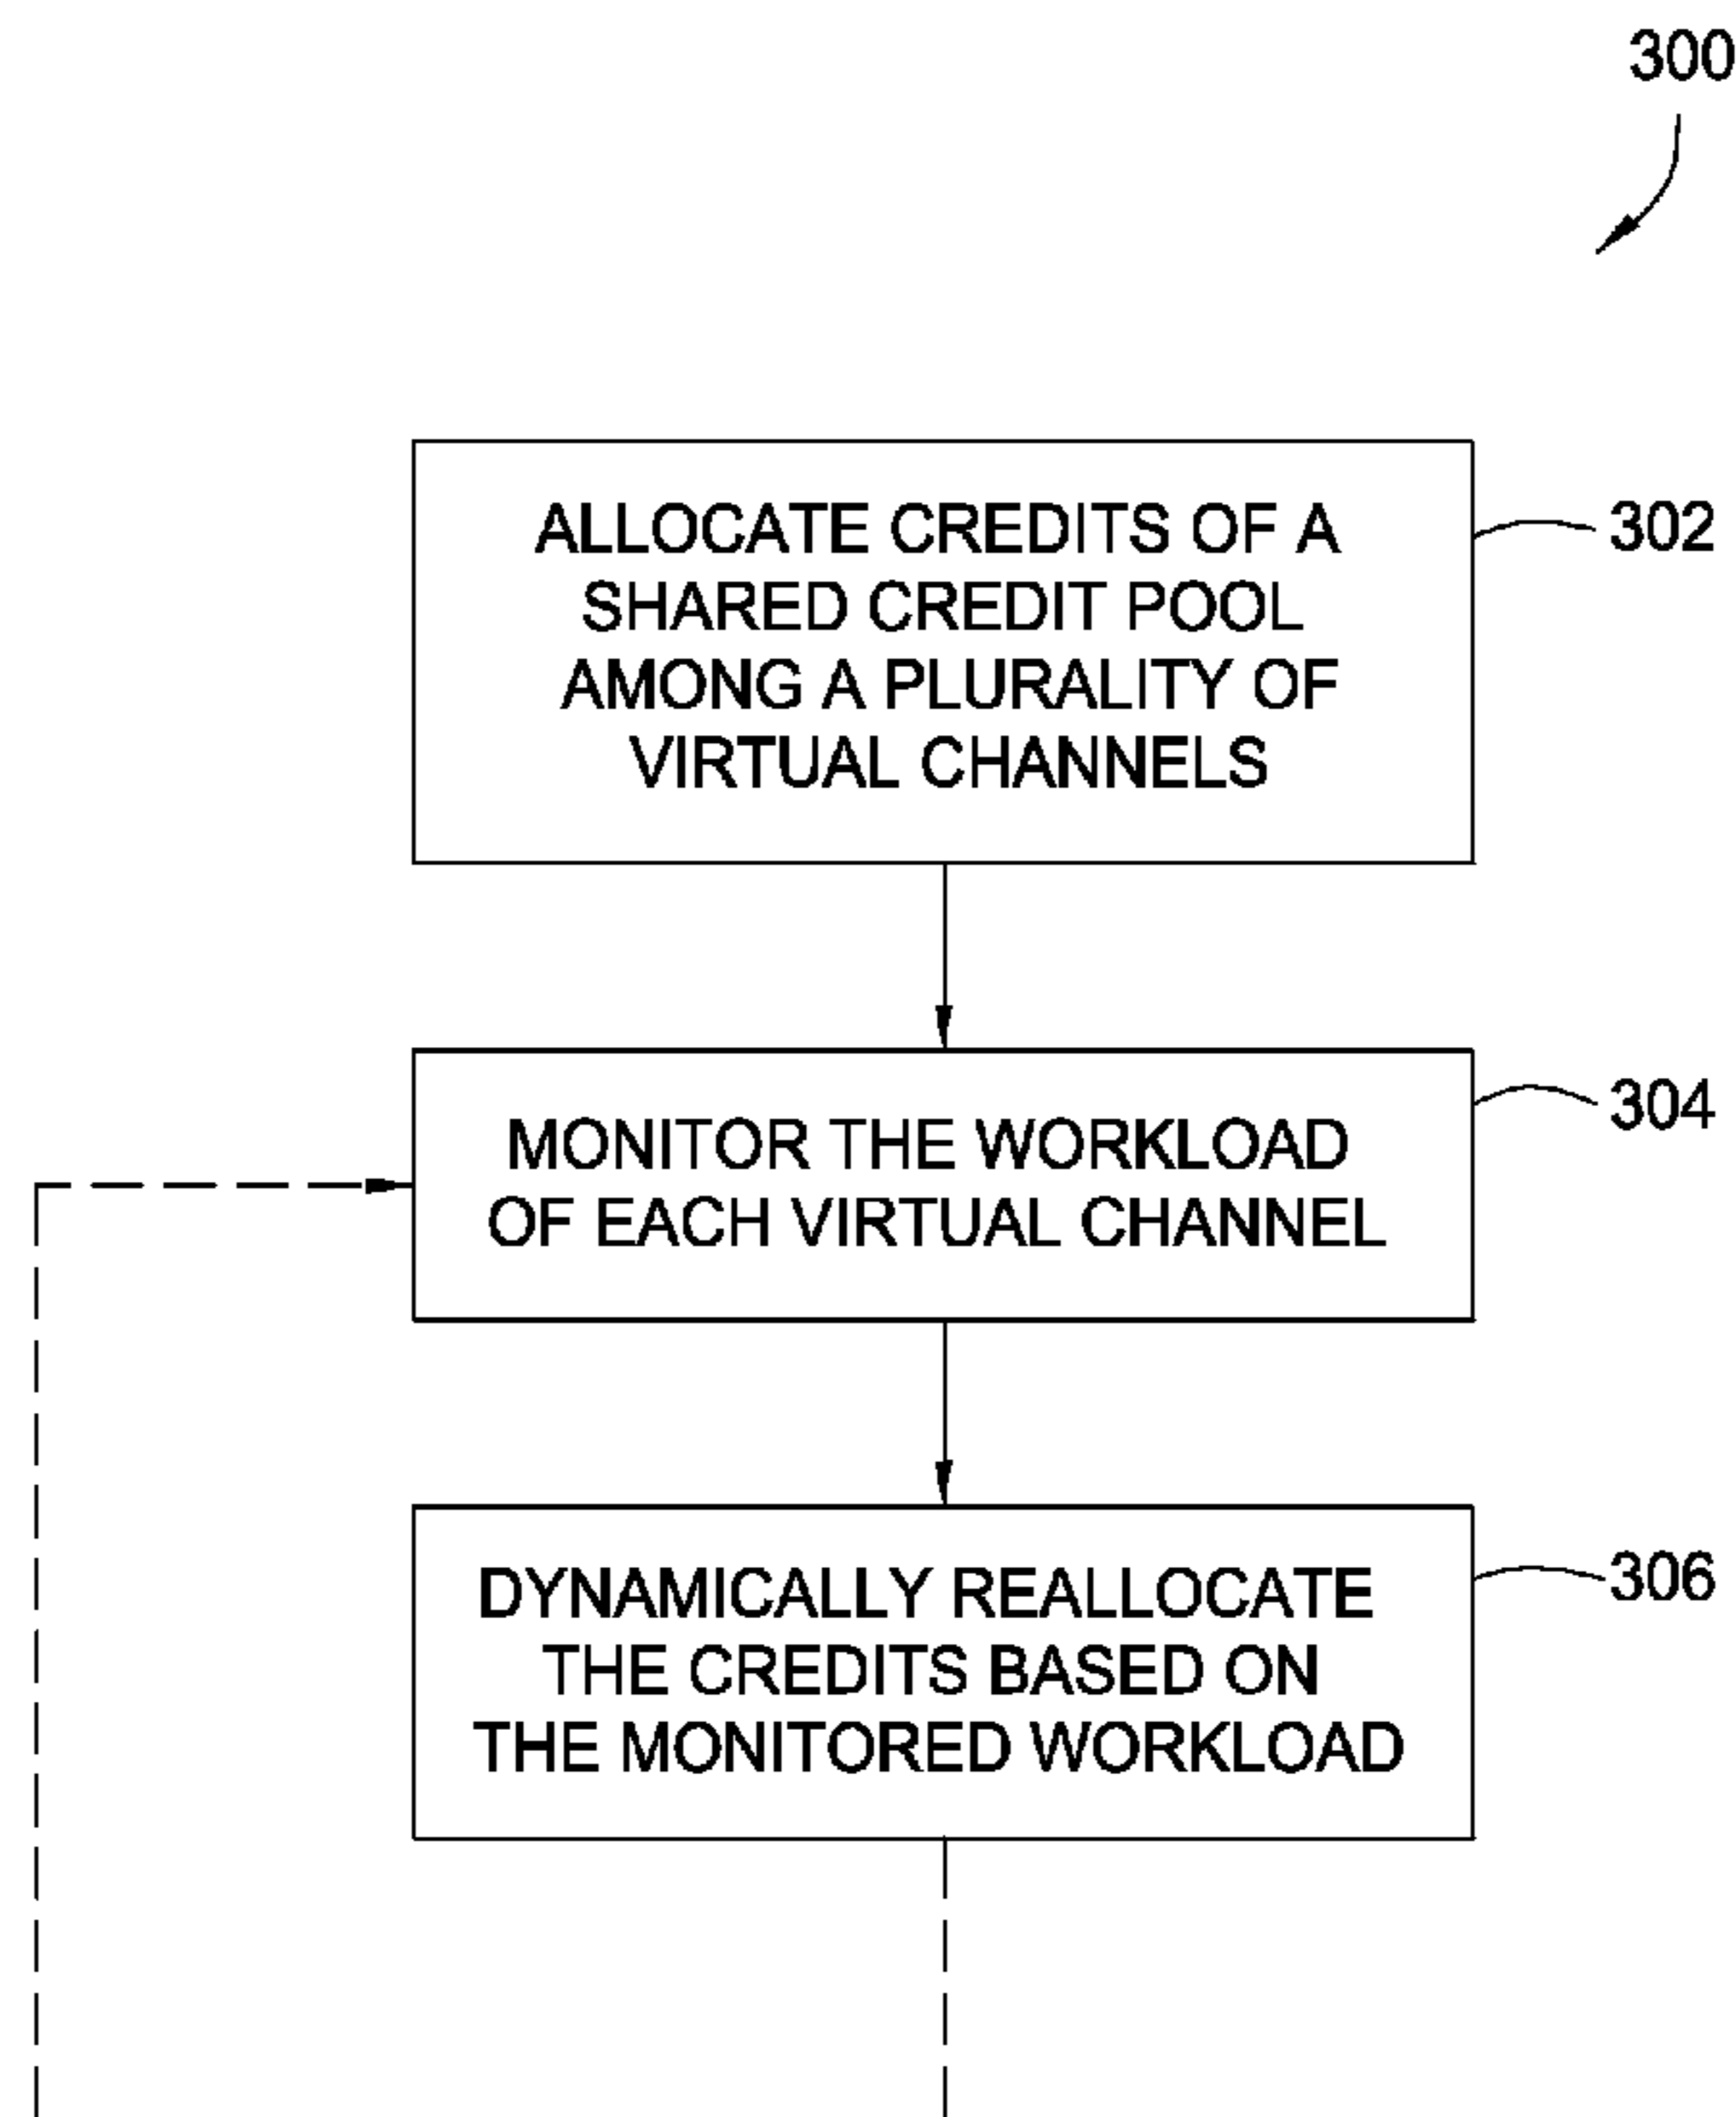 300
ALLOCATE CREDITS OF A
SHARED CREDIT POOL
AMONG A PLURALITY OF
VIRTUAL CHANNELS
302
MONITOR THE WORKLOAD
OF EACH VIRTUAL CHANNEL
304
DYNAMICALLY REALLOCATE
THE CREDITS BASED ON
THE MONITORED WORKLOAD
306